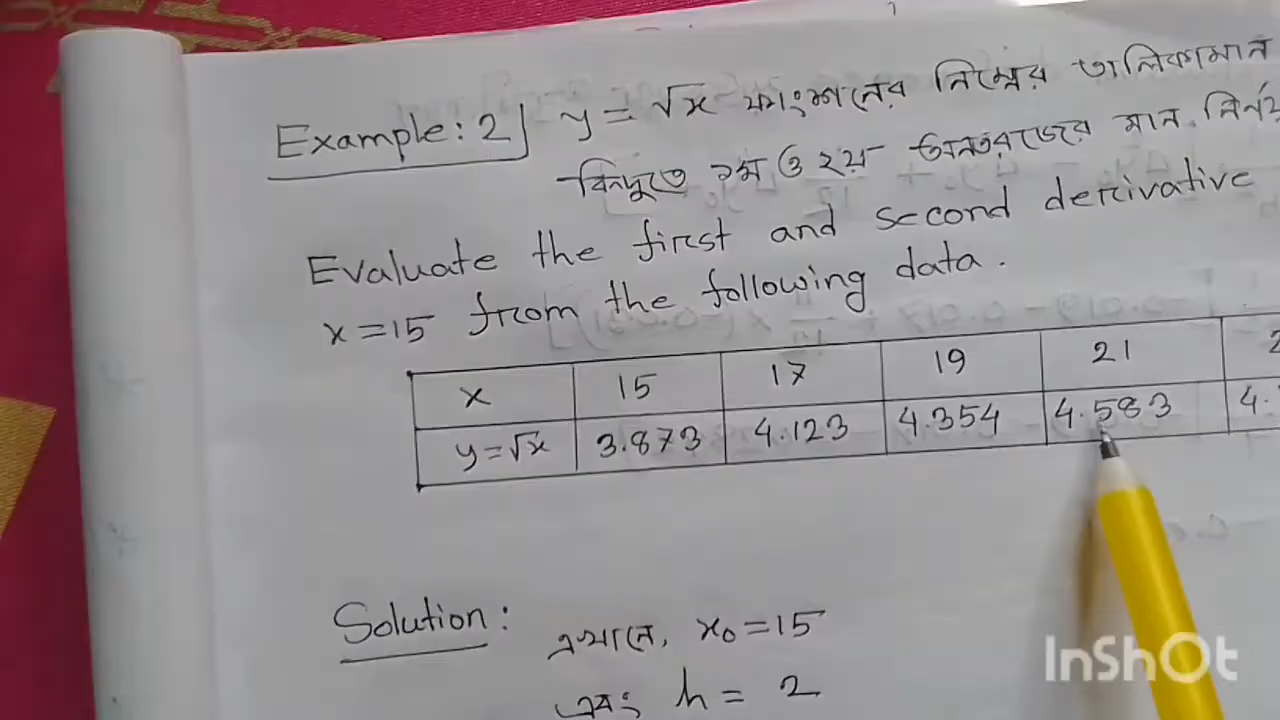 Example: 2] y = √x ফাংশনের নিম্নের তালিকামান
বিন্দুতে ১ম ও ২য় অন্তরজের মান নির্ণয়
Evaluate the first and second derivative
x = 15 from the following data.
x 15 17 19 21 2
y = √x 3.873 4.123 4.354 4.583 4.
Solution: এখানে, x₀ = 15
এবং h = 2
InShOt